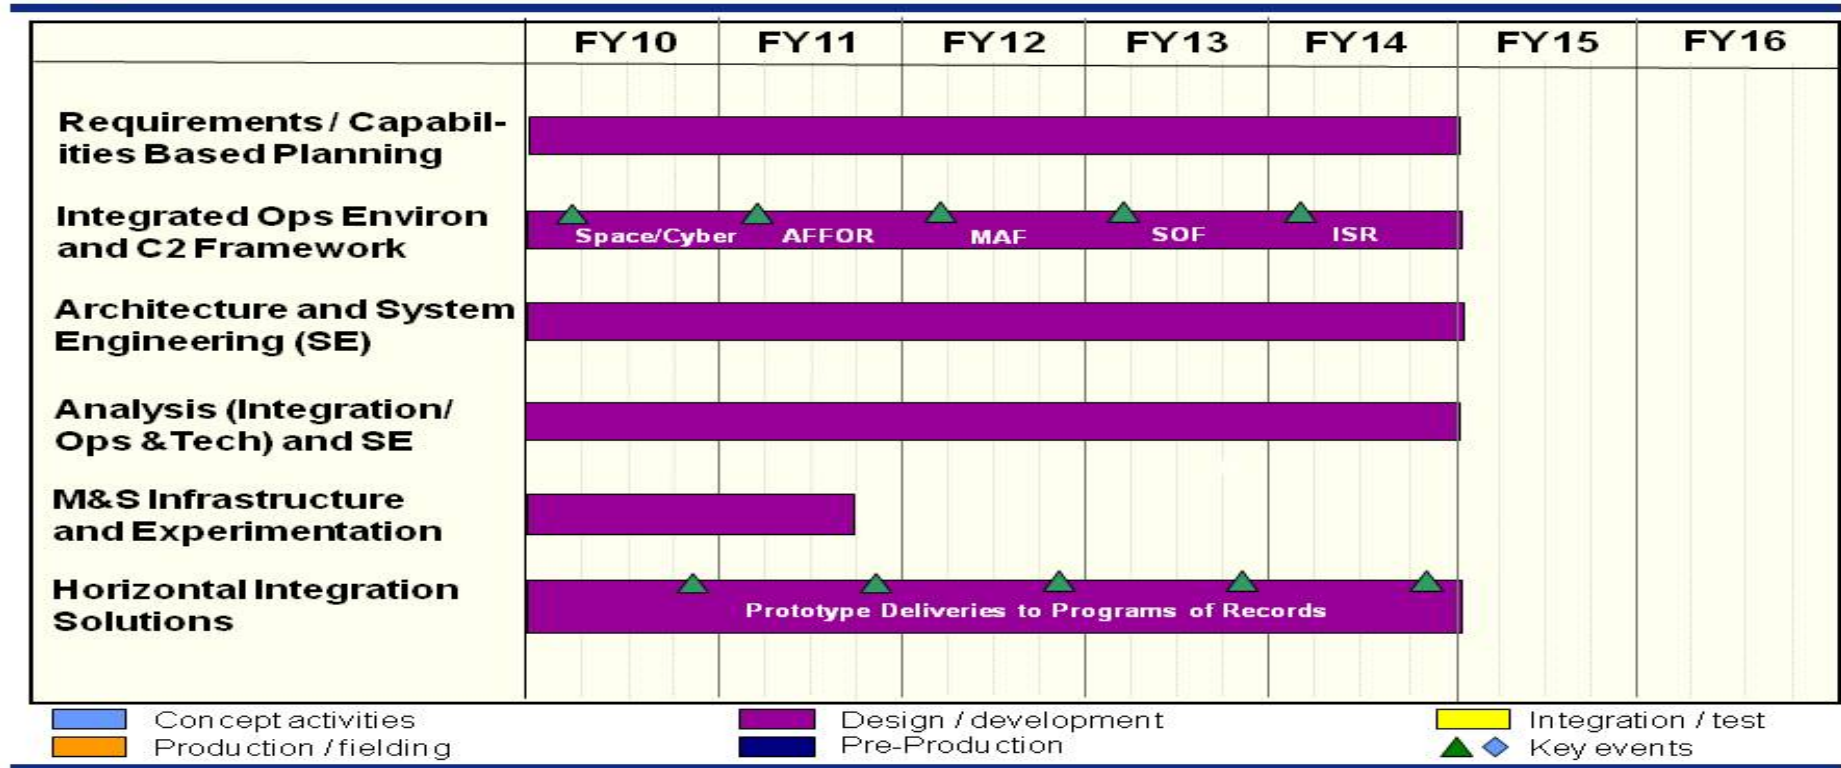 FY10 FY11 FY12 FY13 FY14 FY15 FY16
Requirements / Capabil-
ities Based Planning
Integrated Ops Environ
and C2 Framework
Space/Cyber AFFOR MAF SOF ISR
Architecture and System
Engineering (SE)
Analysis (Integration/
Ops & Tech) and SE
M&S Infrastructure
and Experimentation
Horizontal Integration
Solutions
Prototype Deliveries to Programs of Records
Concept activities Design / development Integration / test
Production / fielding Pre-Production Key events